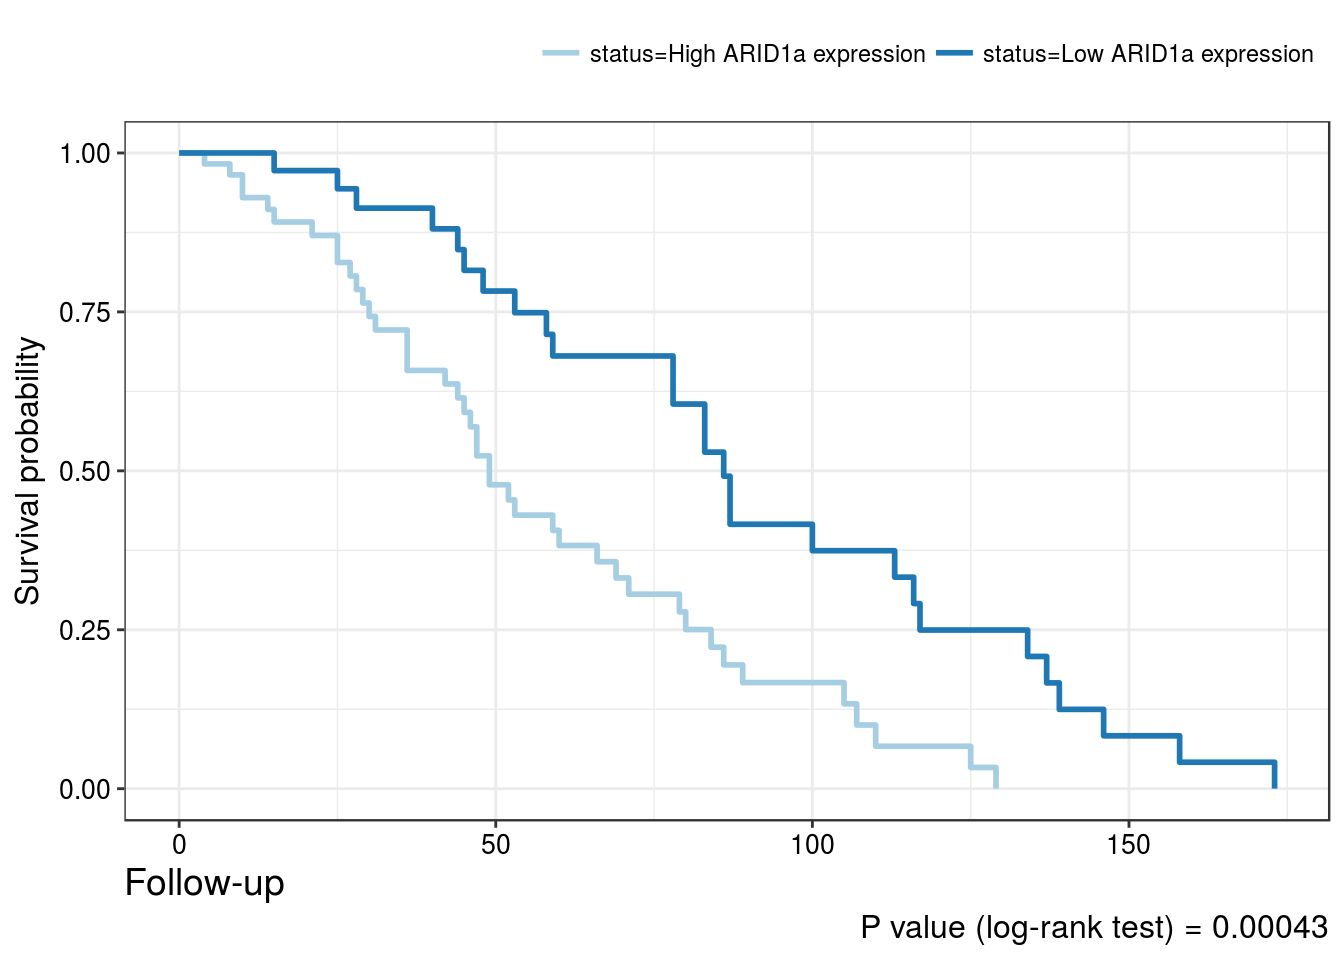 status=High ARID1a expression status=Low ARID1a expression
1.00
0.75
0.50
0.25
0.00
Survival probability
0 50 100 150
Follow-up
P value (log-rank test) = 0.00043